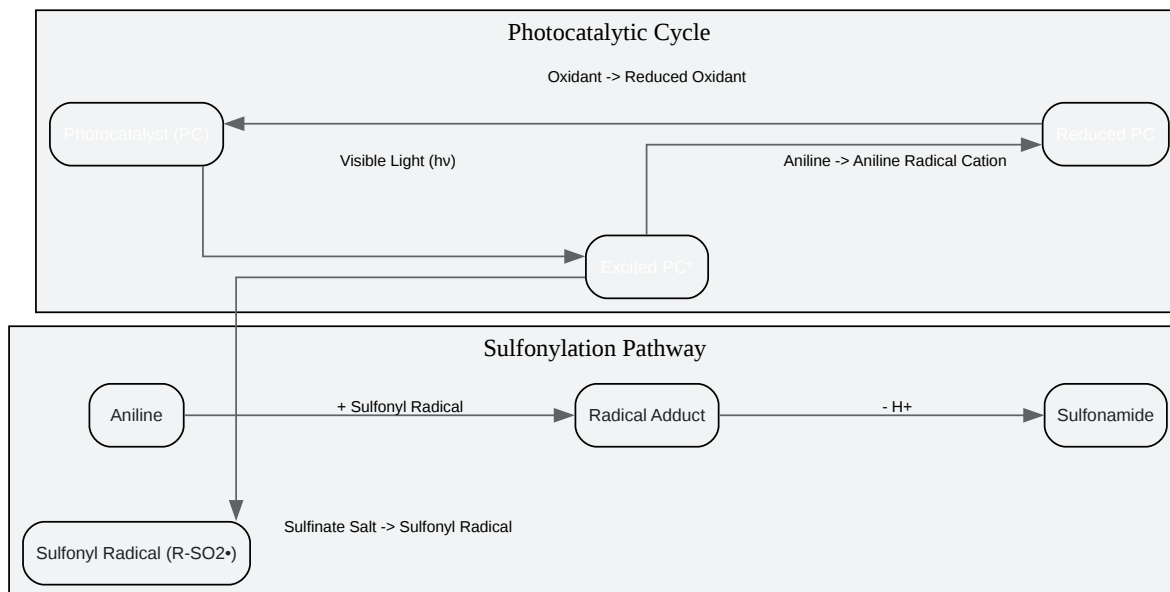 Photocatalytic Cycle
Oxidant -> Reduced Oxidant
Photocatalyst (PC)
Reduced PC
Visible Light (hν)
Aniline -> Aniline Radical Cation
Excited PC*
Sulfonylation Pathway
Aniline
+ Sulfonyl Radical
Radical Adduct
- H+
Sulfonamide
Sulfinate Salt -> Sulfonyl Radical
Sulfonyl Radical (R-SO2•)